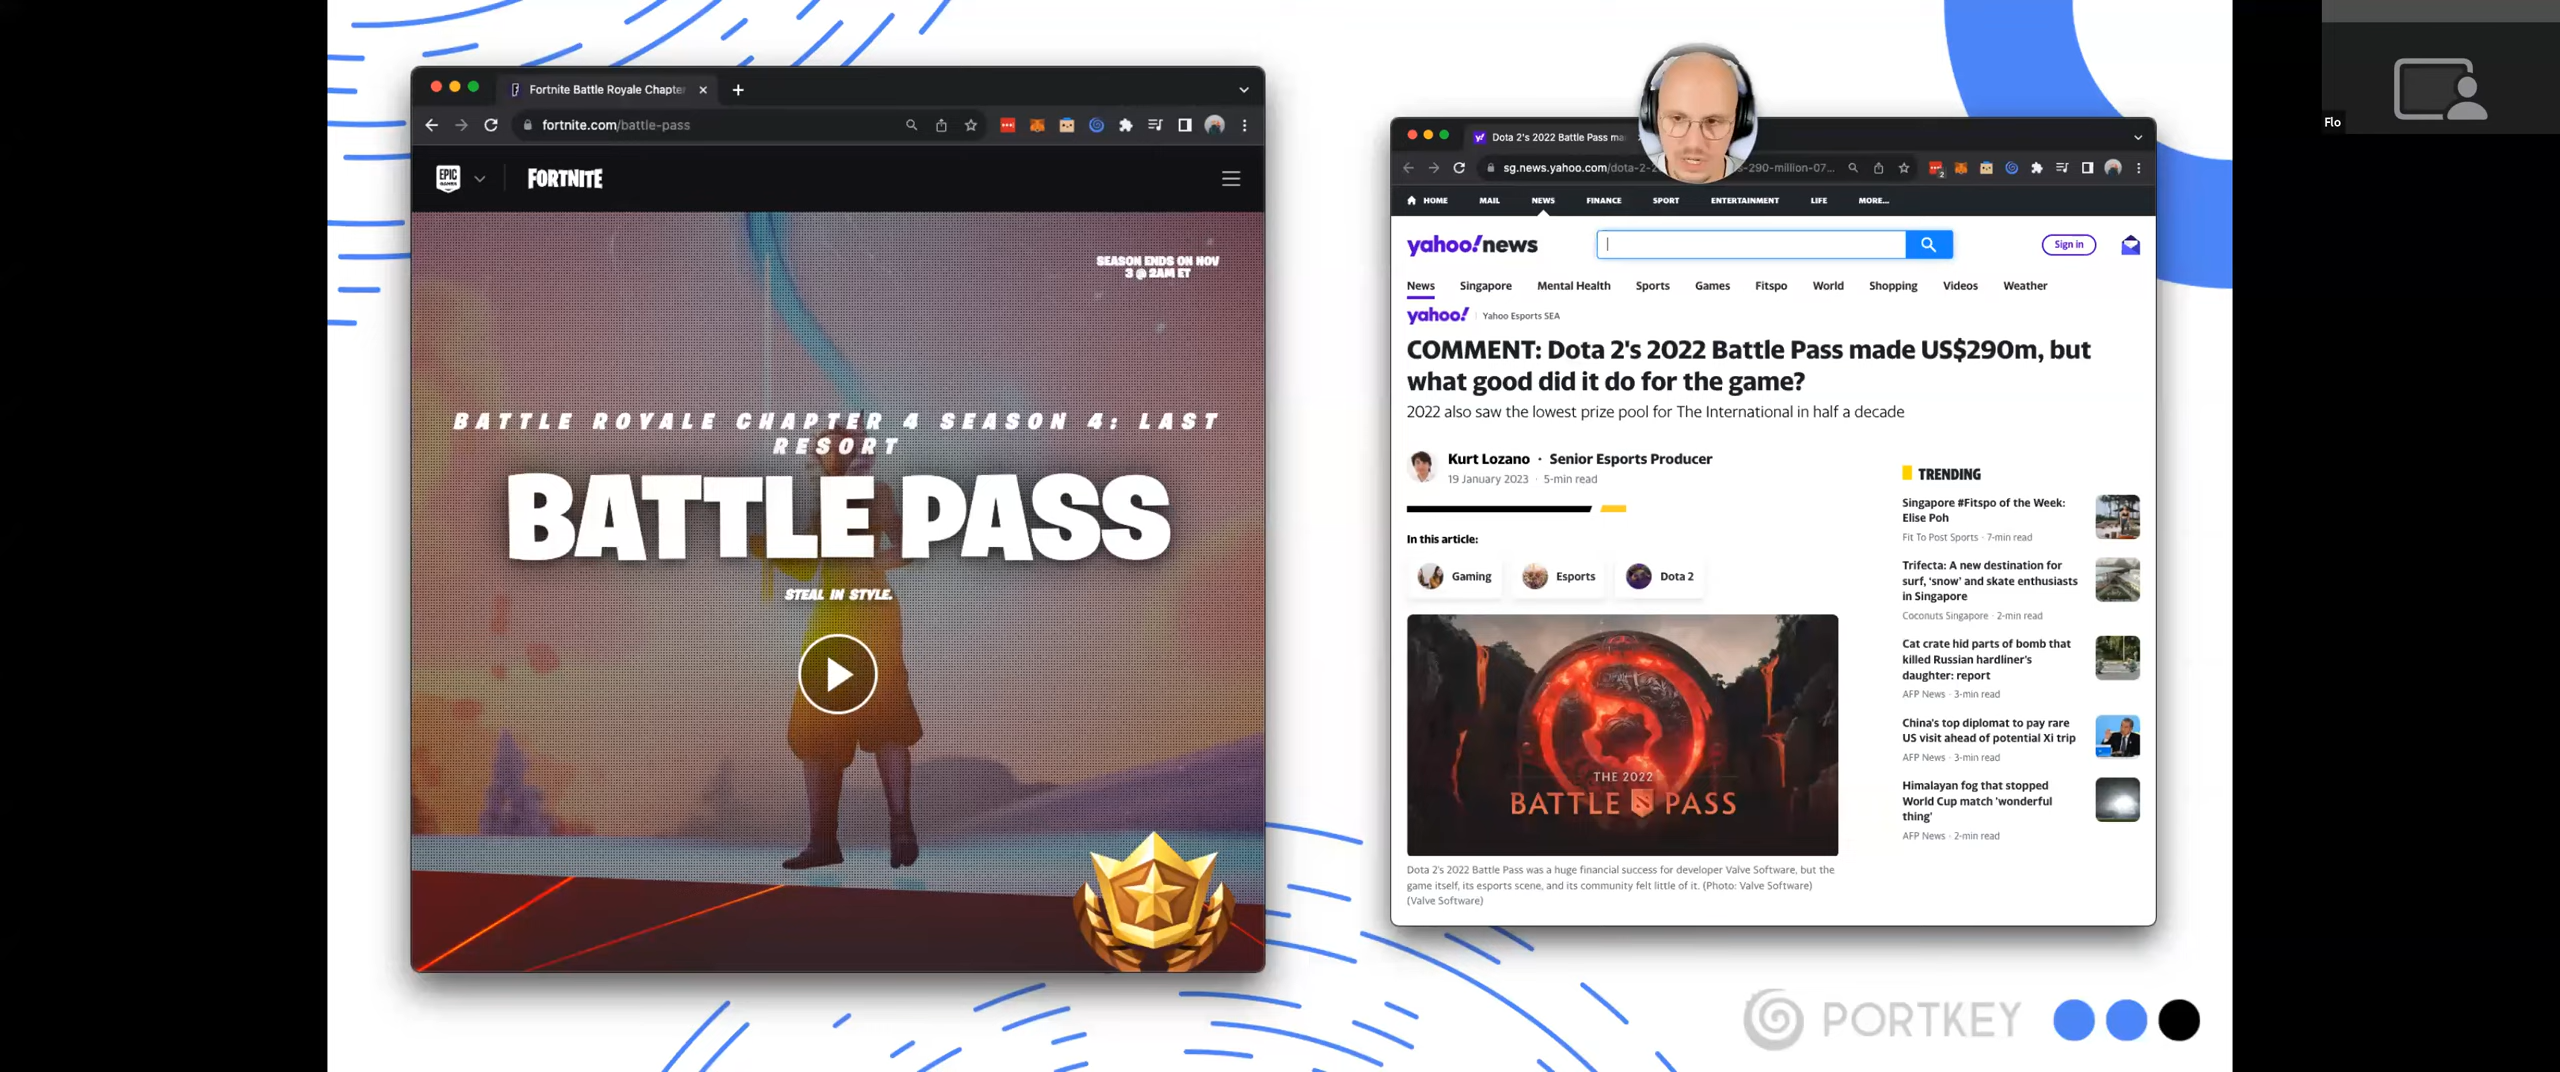 Fortnite Battle Royale Chapter
fortnite.com/battle-pass
EPIC GAMES
FORTNITE
SEASON ENDS ON NOV
3 @ 2AM ET
BATTLE ROYALE CHAPTER 4 SEASON 4: LAST
RESORT
BATTLE PASS
STEAL IN STYLE.
Dota 2's 2022 Battle Pass ma
sg.news.yahoo.com/dota-2-2
s-290-million-07...
2
HOME MAIL NEWS FINANCE SPORT ENTERTAINMENT LIFE MORE...
yahoo!news
Sign in
News Singapore Mental Health Sports Games Fitspo World Shopping Videos Weather
yahoo! Yahoo Esports SEA
COMMENT: Dota 2's 2022 Battle Pass made US$290m, but
what good did it do for the game?
2022 also saw the lowest prize pool for The International in half a decade
Kurt Lozano · Senior Esports Producer
19 January 2023 · 5-min read
In this article:
Gaming Esports Dota 2
THE 2022
BATTLE PASS
Dota 2's 2022 Battle Pass was a huge financial success for developer Valve Software, but the
game itself, its esports scene, and its community felt little of it. (Photo: Valve Software)
(Valve Software)
TRENDING
Singapore #Fitspo of the Week:
Elise Poh
Fit To Post Sports · 7-min read
Trifecta: A new destination for
surf, 'snow' and skate enthusiasts
in Singapore
Coconuts Singapore · 2-min read
Cat crate hid parts of bomb that
killed Russian hardliner's
daughter: report
AFP News · 3-min read
China's top diplomat to pay rare
US visit ahead of potential Xi trip
AFP News · 3-min read
Himalayan fog that stopped
World Cup match 'wonderful
thing'
AFP News · 2-min read
PORTKEY
Flo